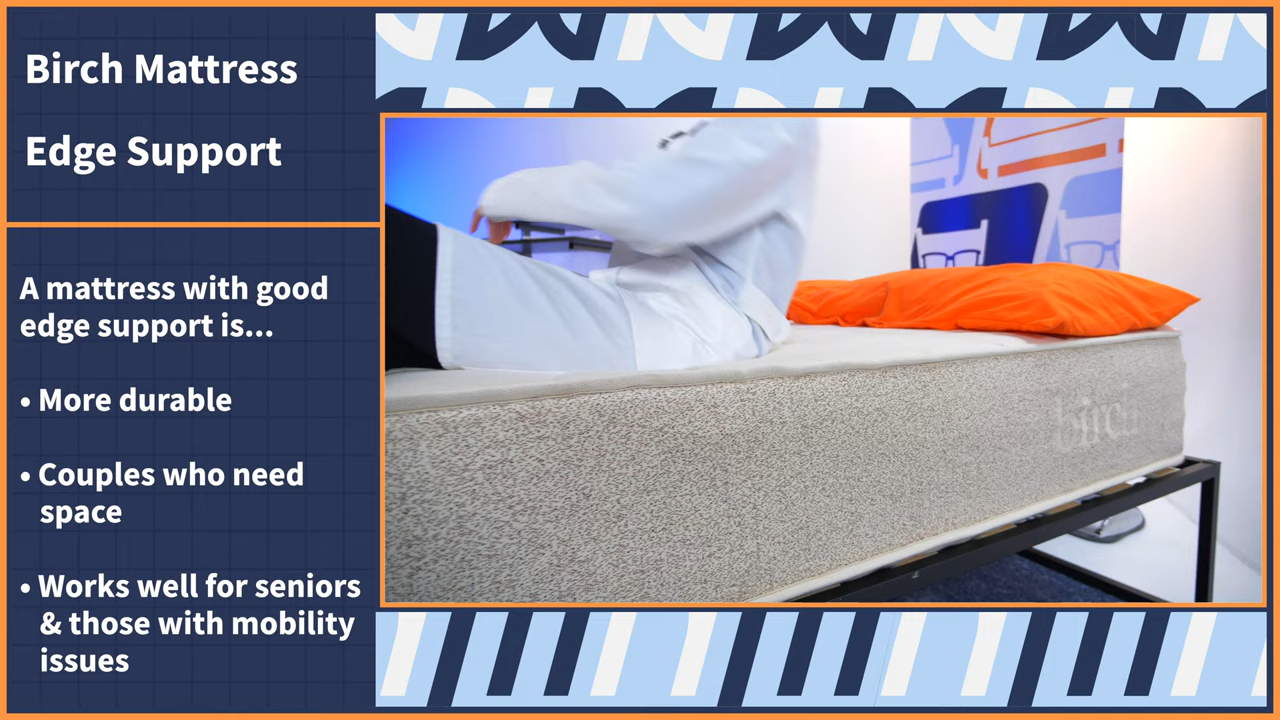 Birch Mattress
Edge Support
A mattress with good
edge support is...
• More durable
• Couples who need
space
• Works well for seniors
& those with mobility
issues
birch